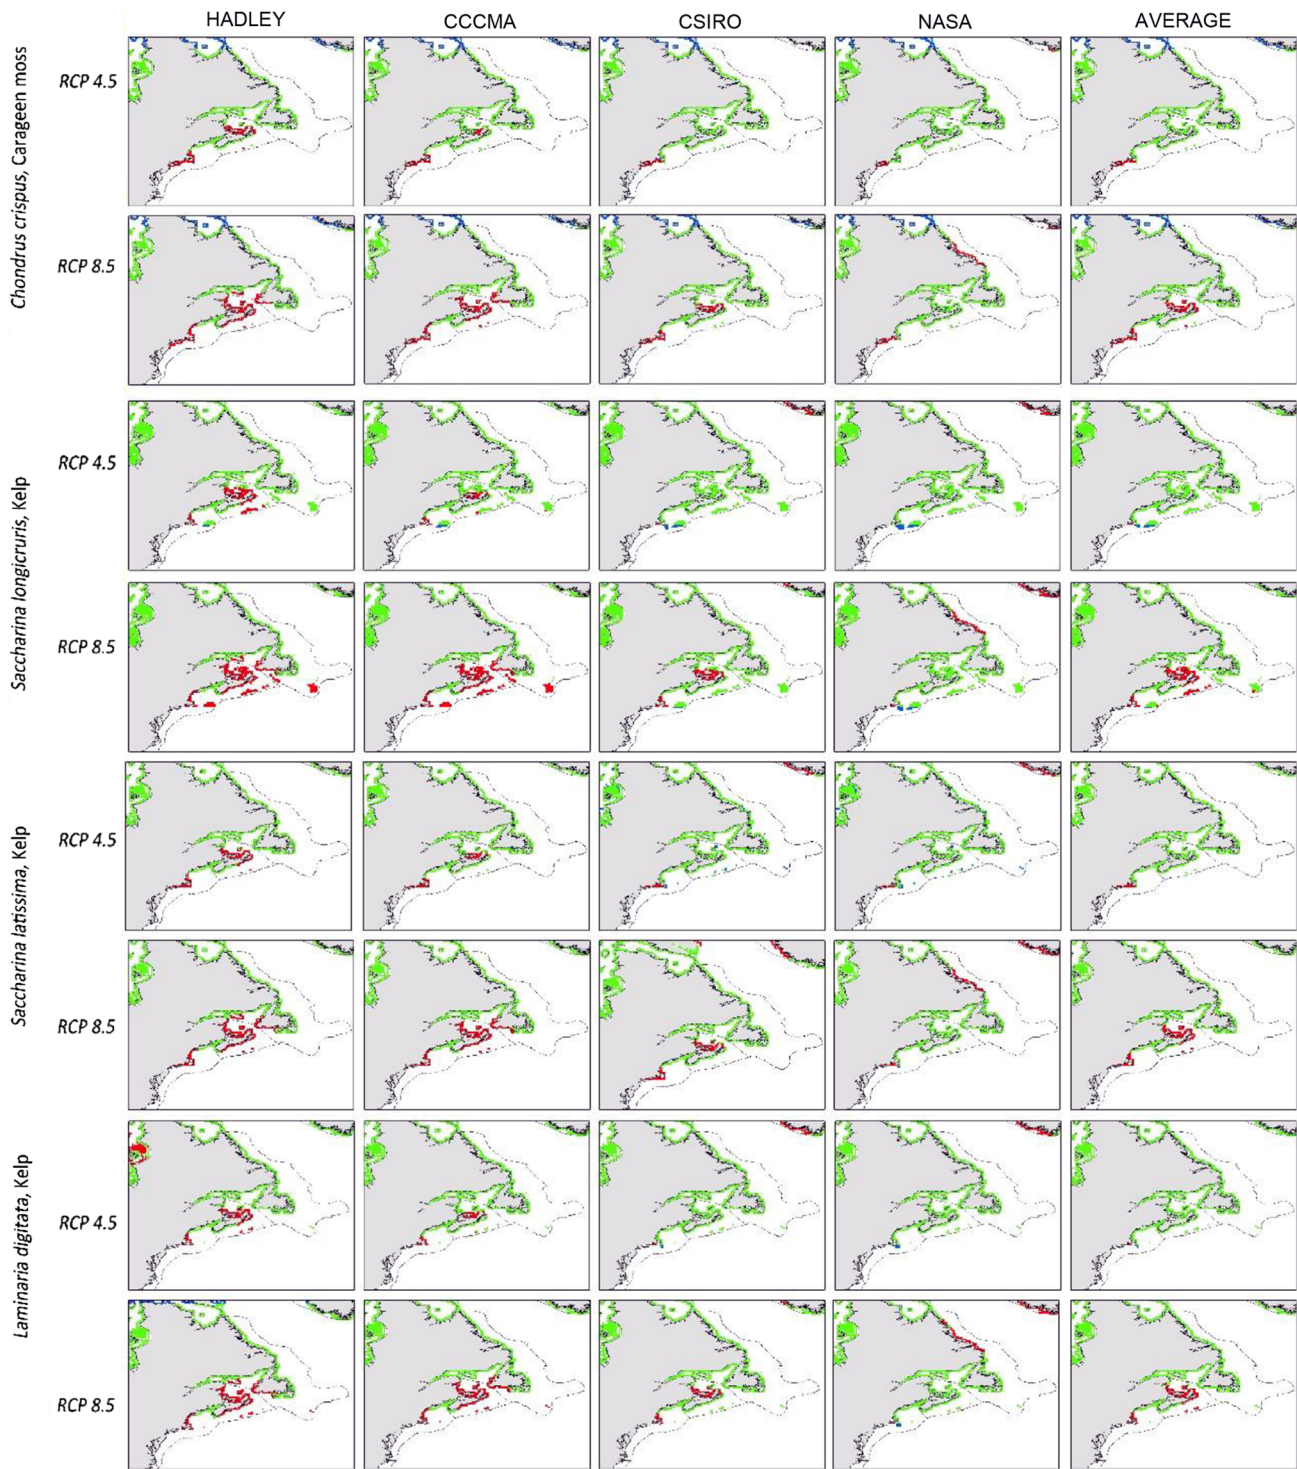 HADLEY CCCMA CSIRO NASA AVERAGE
Chondrus crispus, Carageen moss
RCP 4.5
RCP 8.5
Saccharina longicruris, Kelp
RCP 4.5
RCP 8.5
Saccharina latissima, Kelp
RCP 4.5
RCP 8.5
Laminaria digitata, Kelp
RCP 4.5
RCP 8.5